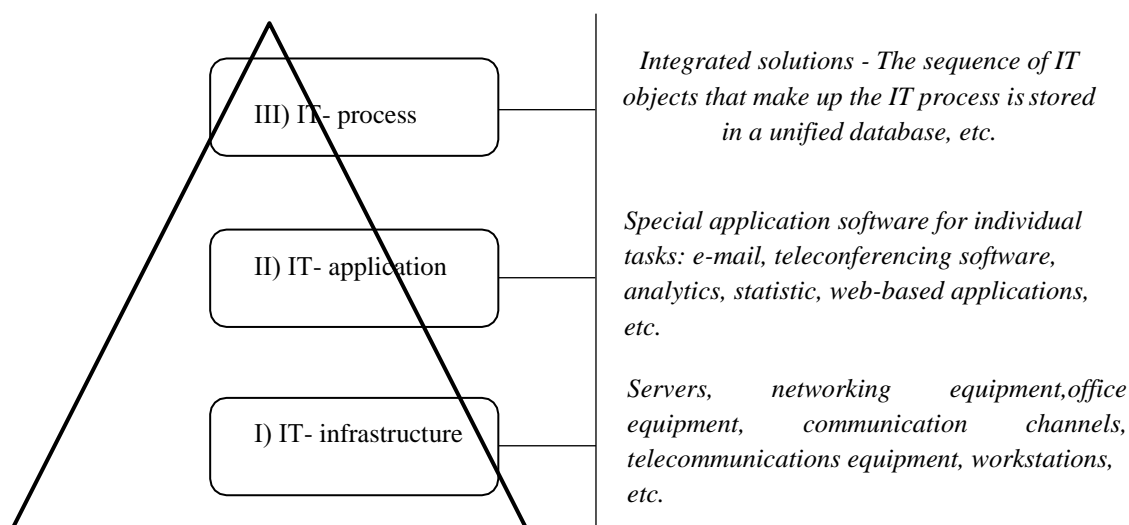 III) IT- process
Integrated solutions - The sequence of IT
objects that make up the IT process is stored
in a unified database, etc.
II) IT- application
Special application software for individual
tasks: e-mail, teleconferencing software,
analytics, statistic, web-based applications,
etc.
I) IT- infrastructure
Servers, networking equipment,office
equipment, communication channels,
telecommunications equipment, workstations,
etc.